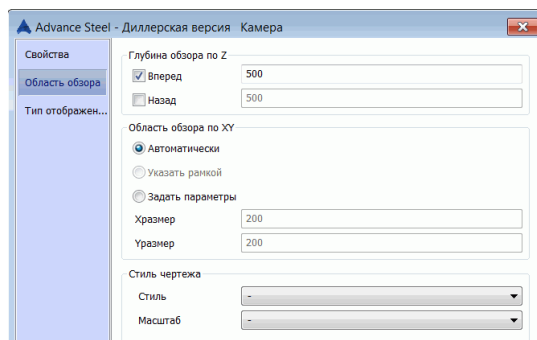 Advance Steel - Диллерская версия Камера
Свойства
Область обзора
Тип отображен...
Глубина обзора по Z
Вперед 500
Назад 500
Область обзора по XY
Автоматически
Указать рамкой
Задать параметры
Xразмер 200
Yразмер 200
Стиль чертежа
Стиль -
Масштаб -